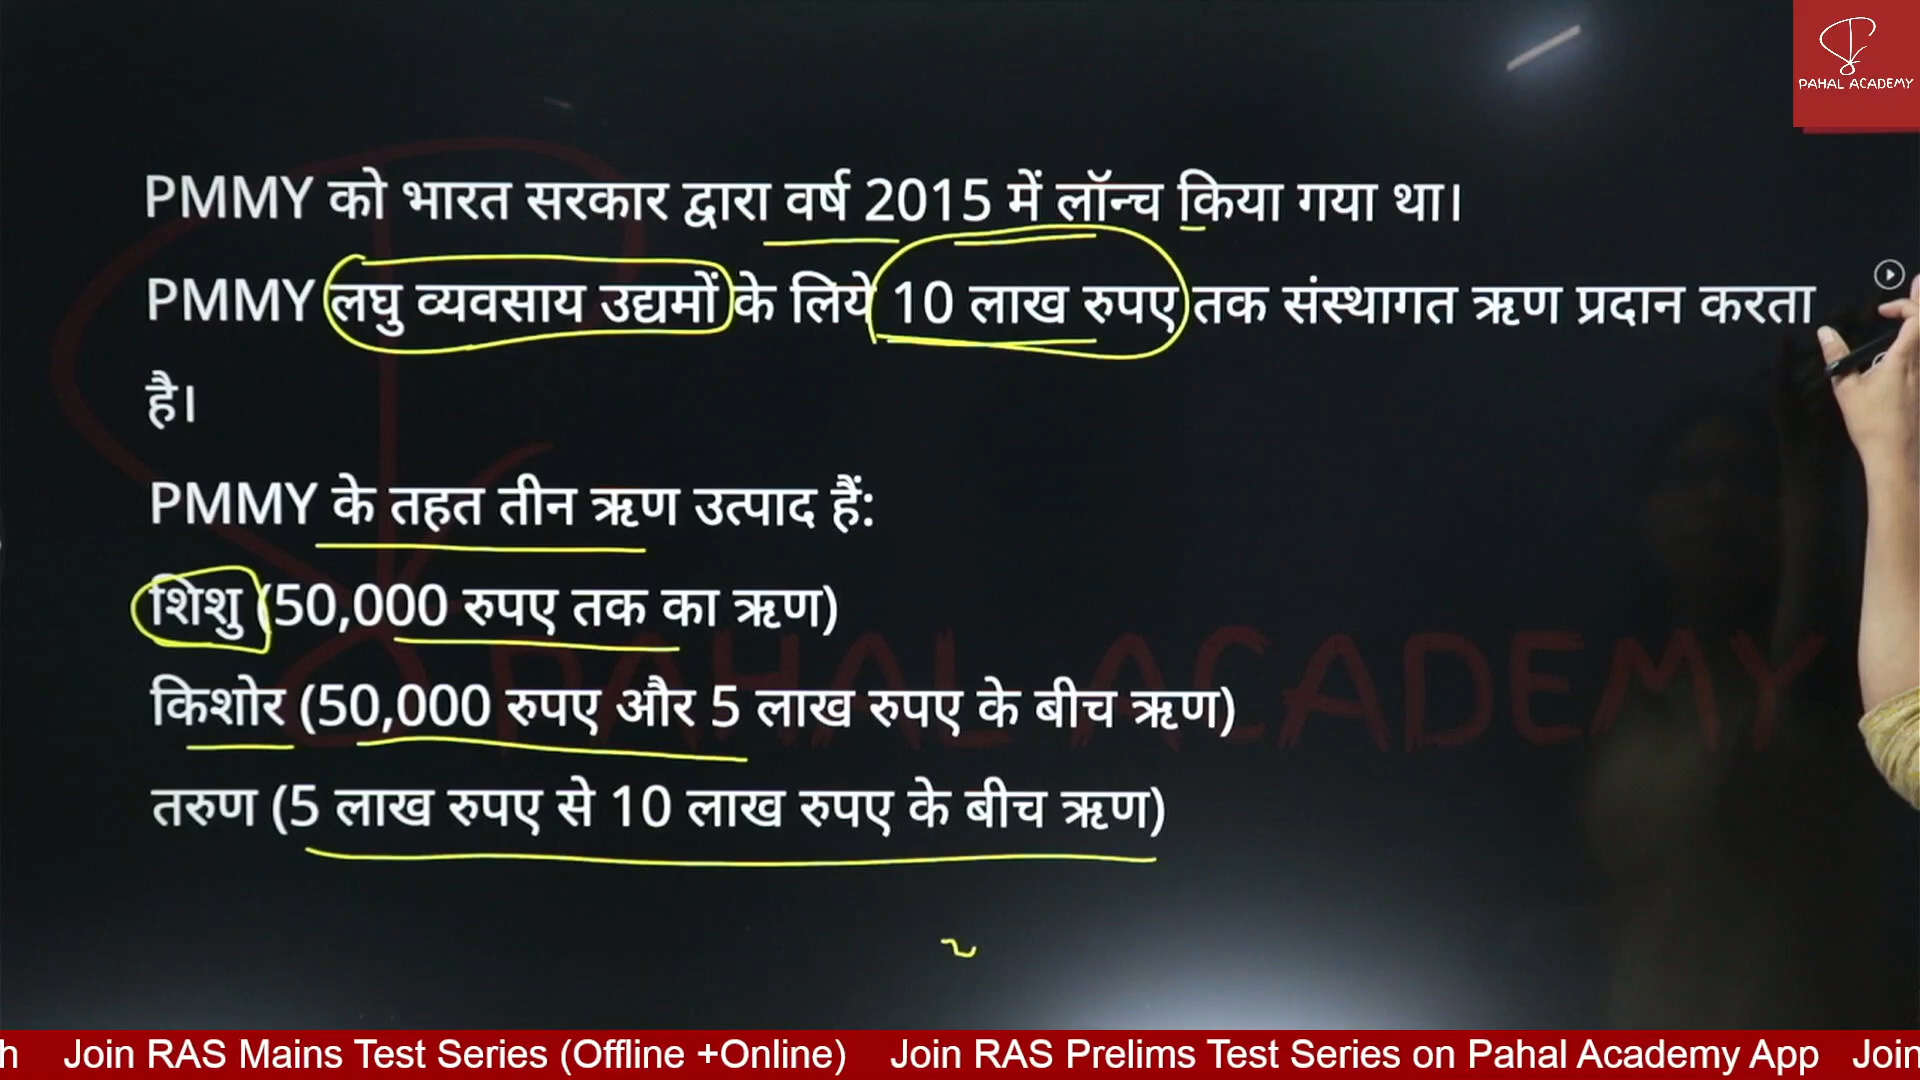 PAHAL ACADEMY
PMMY को भारत सरकार द्वारा वर्ष 2015 में लॉन्च किया गया था।
PMMY लघु व्यवसाय उद्यमों के लिये 10 लाख रुपए तक संस्थागत ऋण प्रदान करता
है।
PMMY के तहत तीन ऋण उत्पाद हैं:
शिशु (50,000 रुपए तक का ऋण)
PAHAL ACADEMY
किशोर (50,000 रुपए और 5 लाख रुपए के बीच ऋण)
तरुण (5 लाख रुपए से 10 लाख रुपए के बीच ऋण)
h Join RAS Mains Test Series (Offline +Online) Join RAS Prelims Test Series on Pahal Academy App Join